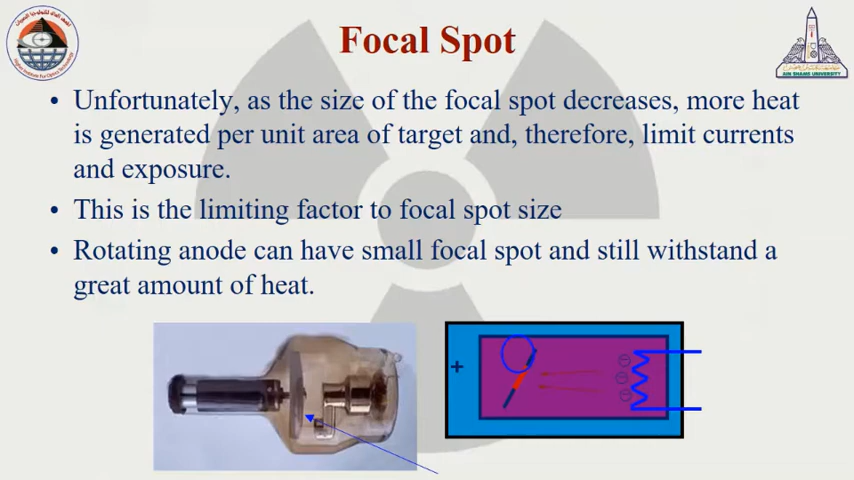 Focal Spot
• Unfortunately, as the size of the focal spot decreases, more heat
is generated per unit area of target and, therefore, limit currents
and exposure.
• This is the limiting factor to focal spot size
• Rotating anode can have small focal spot and still withstand a
great amount of heat.
+
AIN SHAMS UNIVERSITY